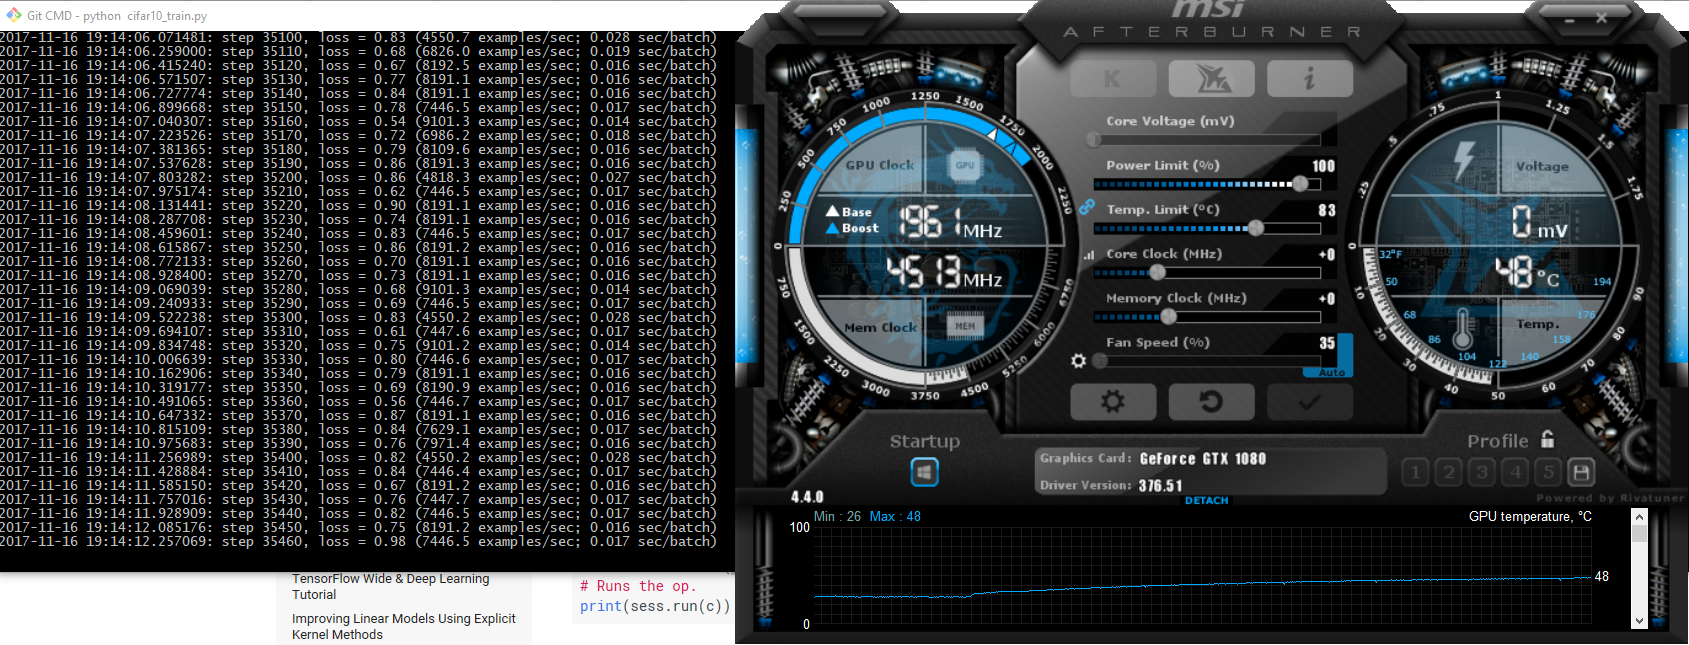 Git CMD - python  cifar10_train.py
2017-11-16 19:14:06.071481: step 35100, loss = 0.83 (4550.7 examples/sec; 0.028 sec/batch)
2017-11-16 19:14:06.259000: step 35110, loss = 0.68 (6826.0 examples/sec; 0.019 sec/batch)
2017-11-16 19:14:06.415240: step 35120, loss = 0.67 (8192.5 examples/sec; 0.016 sec/batch)
2017-11-16 19:14:06.571507: step 35130, loss = 0.77 (8191.1 examples/sec; 0.016 sec/batch)
2017-11-16 19:14:06.727774: step 35140, loss = 0.84 (8191.1 examples/sec; 0.016 sec/batch)
2017-11-16 19:14:06.899668: step 35150, loss = 0.78 (7446.5 examples/sec; 0.017 sec/batch)
2017-11-16 19:14:07.040307: step 35160, loss = 0.54 (9101.3 examples/sec; 0.014 sec/batch)
2017-11-16 19:14:07.223526: step 35170, loss = 0.72 (6986.2 examples/sec; 0.018 sec/batch)
2017-11-16 19:14:07.381365: step 35180, loss = 0.79 (8109.6 examples/sec; 0.016 sec/batch)
2017-11-16 19:14:07.537628: step 35190, loss = 0.86 (8191.3 examples/sec; 0.016 sec/batch)
2017-11-16 19:14:07.803282: step 35200, loss = 0.86 (4818.3 examples/sec; 0.027 sec/batch)
2017-11-16 19:14:07.975174: step 35210, loss = 0.62 (7446.5 examples/sec; 0.017 sec/batch)
2017-11-16 19:14:08.131441: step 35220, loss = 0.90 (8191.1 examples/sec; 0.016 sec/batch)
2017-11-16 19:14:08.287708: step 35230, loss = 0.74 (8191.1 examples/sec; 0.016 sec/batch)
2017-11-16 19:14:08.459601: step 35240, loss = 0.83 (7446.5 examples/sec; 0.017 sec/batch)
2017-11-16 19:14:08.615867: step 35250, loss = 0.86 (8191.2 examples/sec; 0.016 sec/batch)
2017-11-16 19:14:08.772133: step 35260, loss = 0.70 (8191.1 examples/sec; 0.016 sec/batch)
2017-11-16 19:14:08.928400: step 35270, loss = 0.73 (8191.1 examples/sec; 0.016 sec/batch)
2017-11-16 19:14:09.069039: step 35280, loss = 0.68 (9101.3 examples/sec; 0.014 sec/batch)
2017-11-16 19:14:09.240933: step 35290, loss = 0.69 (7446.5 examples/sec; 0.017 sec/batch)
2017-11-16 19:14:09.522238: step 35300, loss = 0.83 (4550.2 examples/sec; 0.028 sec/batch)
2017-11-16 19:14:09.694107: step 35310, loss = 0.61 (7447.6 examples/sec; 0.017 sec/batch)
2017-11-16 19:14:09.834748: step 35320, loss = 0.75 (9101.2 examples/sec; 0.014 sec/batch)
2017-11-16 19:14:10.006639: step 35330, loss = 0.80 (7446.6 examples/sec; 0.017 sec/batch)
2017-11-16 19:14:10.162906: step 35340, loss = 0.79 (8191.1 examples/sec; 0.016 sec/batch)
2017-11-16 19:14:10.319177: step 35350, loss = 0.69 (8190.9 examples/sec; 0.016 sec/batch)
2017-11-16 19:14:10.491065: step 35360, loss = 0.56 (7446.7 examples/sec; 0.017 sec/batch)
2017-11-16 19:14:10.647332: step 35370, loss = 0.87 (8191.1 examples/sec; 0.016 sec/batch)
2017-11-16 19:14:10.815109: step 35380, loss = 0.84 (7629.1 examples/sec; 0.017 sec/batch)
2017-11-16 19:14:10.975683: step 35390, loss = 0.76 (7971.4 examples/sec; 0.016 sec/batch)
2017-11-16 19:14:11.256989: step 35400, loss = 0.82 (4550.2 examples/sec; 0.028 sec/batch)
2017-11-16 19:14:11.428884: step 35410, loss = 0.84 (7446.4 examples/sec; 0.017 sec/batch)
2017-11-16 19:14:11.585150: step 35420, loss = 0.67 (8191.2 examples/sec; 0.016 sec/batch)
2017-11-16 19:14:11.757016: step 35430, loss = 0.76 (7447.7 examples/sec; 0.017 sec/batch)
2017-11-16 19:14:11.928909: step 35440, loss = 0.82 (7446.5 examples/sec; 0.017 sec/batch)
2017-11-16 19:14:12.085176: step 35450, loss = 0.75 (8191.2 examples/sec; 0.016 sec/batch)
2017-11-16 19:14:12.257069: step 35460, loss = 0.98 (7446.5 examples/sec; 0.017 sec/batch)
TensorFlow Wide & Deep Learning
Tutorial
Improving Linear Models Using Explicit
Kernel Methods
# Runs the op.
print(sess.run(c))
msi
AFTERBURNER
K
i
0 250 500 750 1000 1250 1500 1750 2000 2250
GPU Clock
GPU
Base
Boost
1961 MHz
4513 MHz
Mem Clock
MEM
750 1500 2250 3000 3750 4500 5250 6000 6750
Core Voltage (mV)
Power Limit (%) 100
Temp. Limit (°C) 83
Core Clock (MHz) +0
Memory Clock (MHz) +0
Fan Speed (%) 35
Auto
0 .25 .5 .75 1 1.25 1.5 1.75
Voltage
0 mV
48 °C
Temp.
32°F 50 68 86 104 122 140 158 176 194
10 20 30 40 50 60 70 80 90
Startup
Graphics Card: GeForce GTX 1080
Driver Version: 376.51
Profile
1 2 3 4 5
4.4.0
DETACH
Powered by Rivatuner
Min : 26 Max : 48
GPU temperature, °C
100
48
0